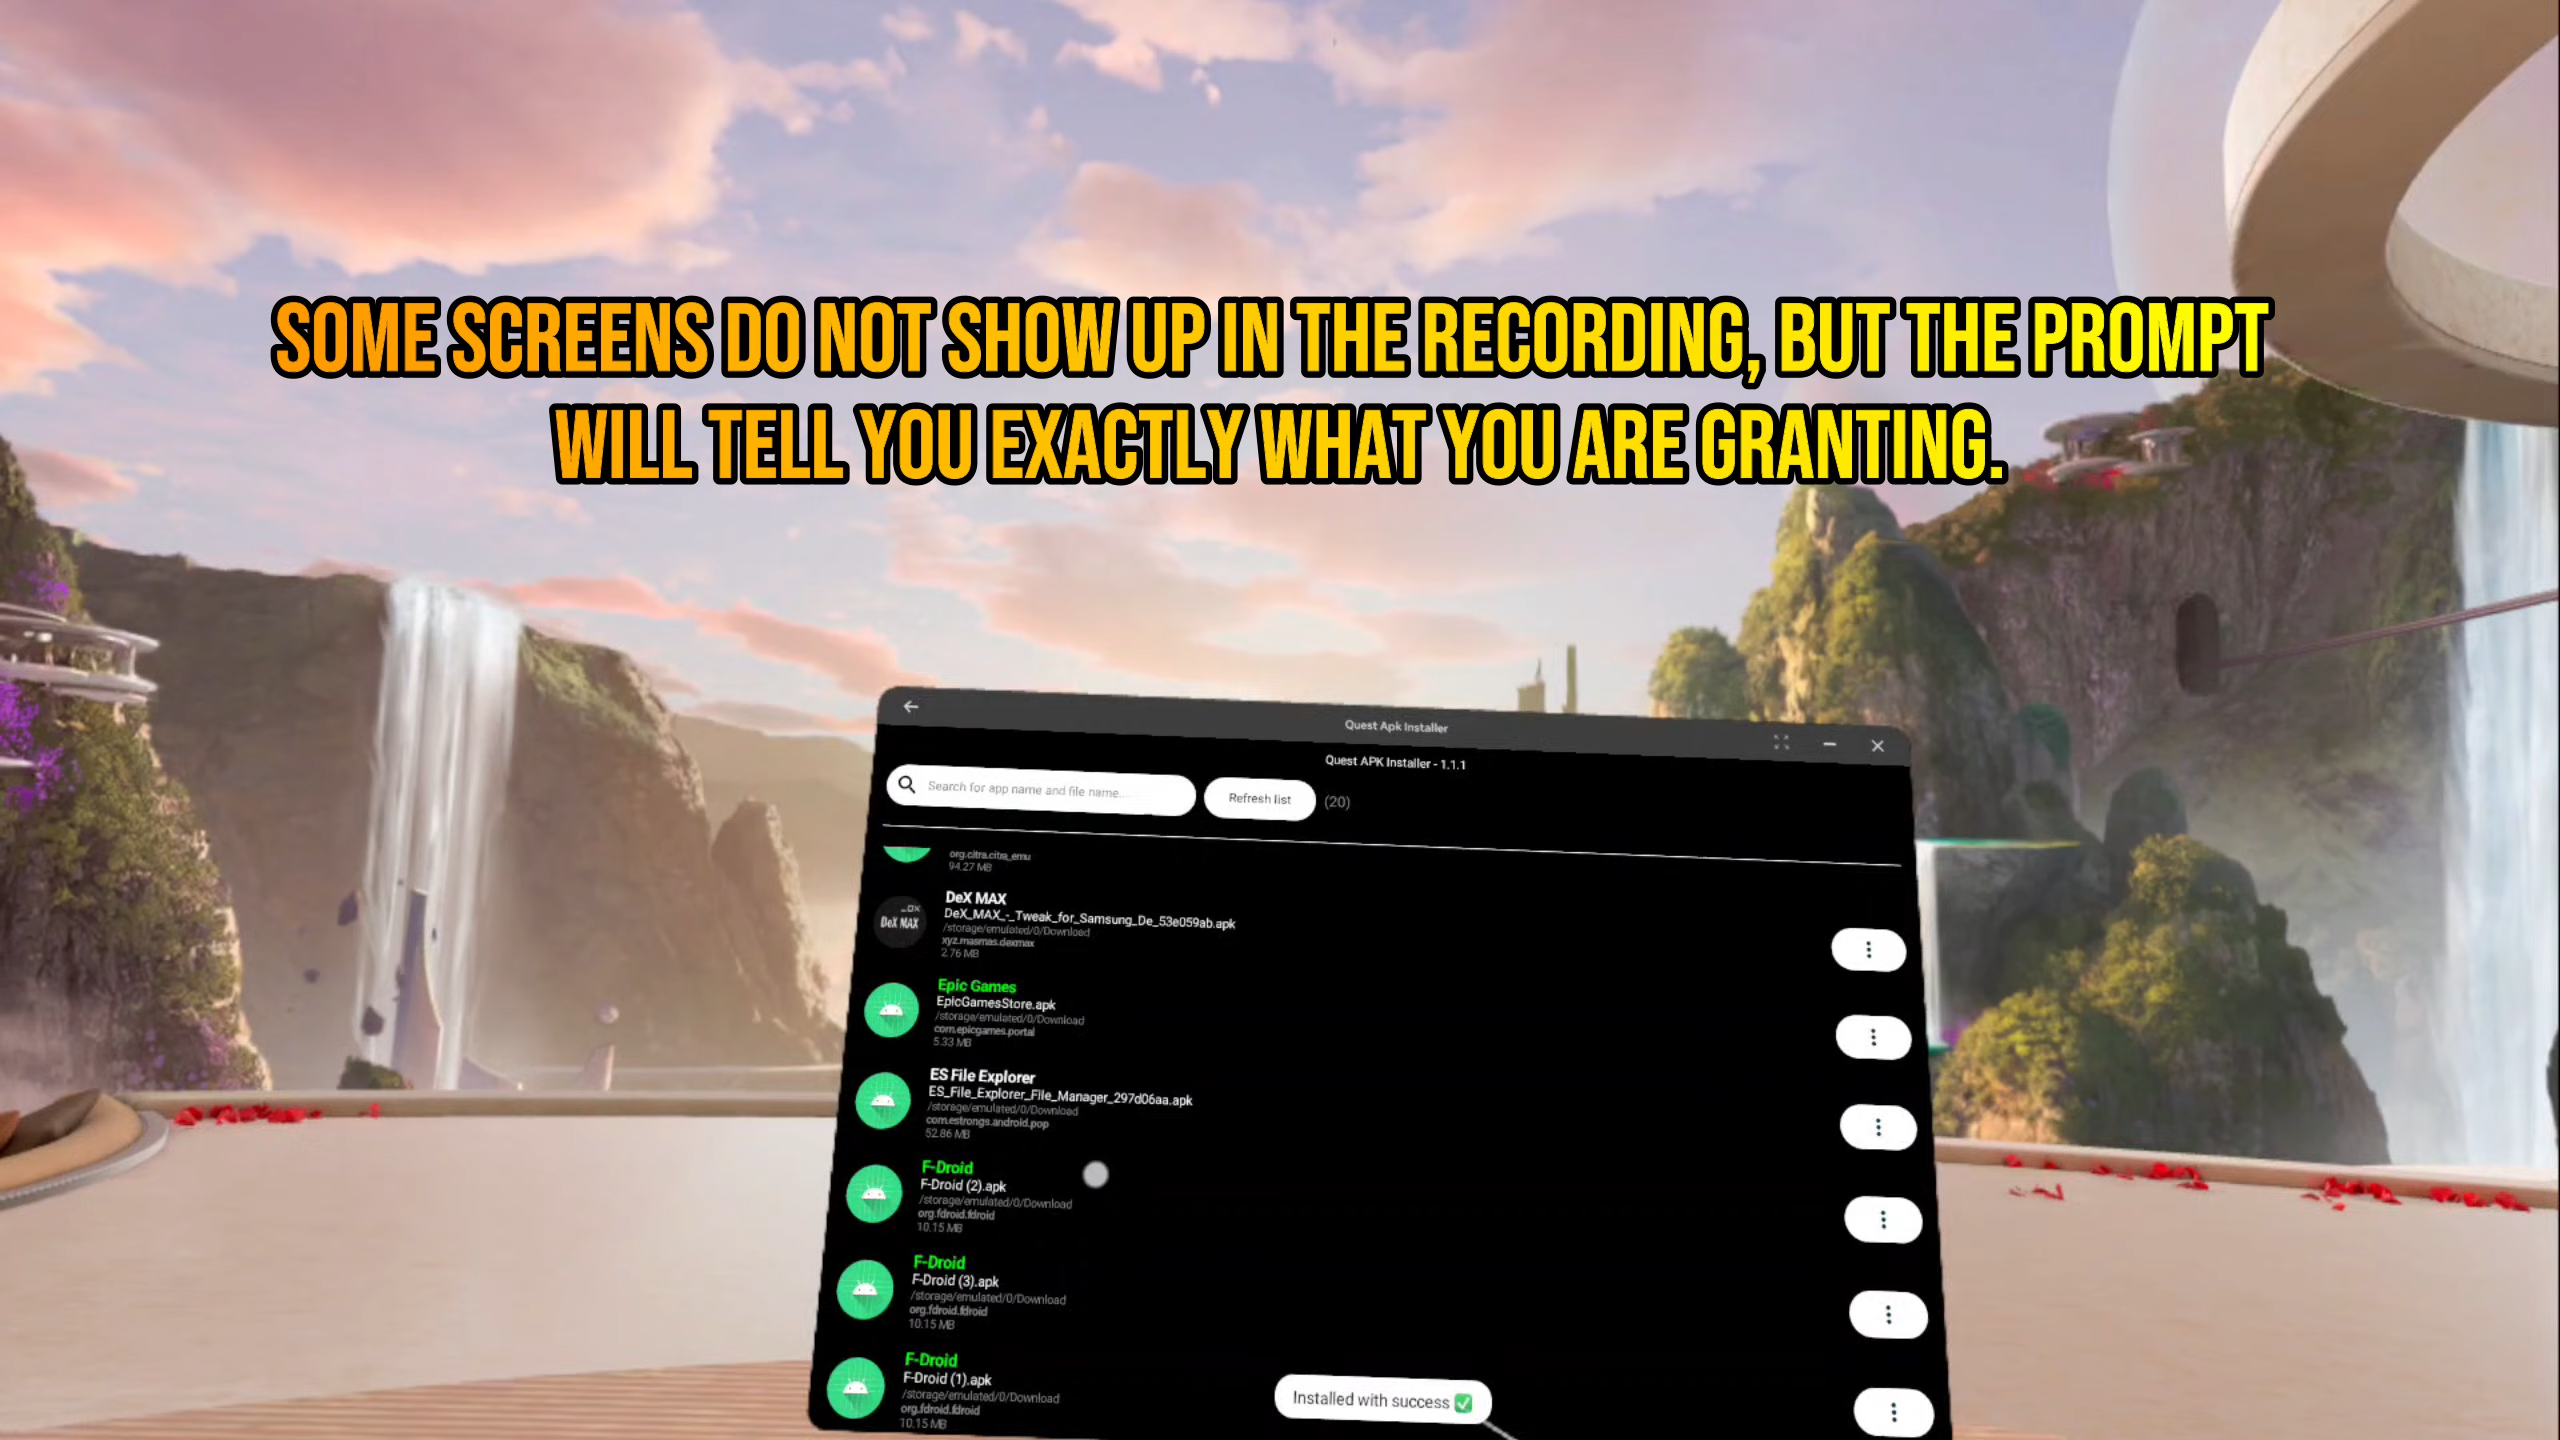 SOME SCREENS DO NOT SHOW UP IN THE RECORDING, BUT THE PROMPT
WILL TELL YOU EXACTLY WHAT YOU ARE GRANTING.
Quest Apk Installer
Quest APK Installer - 1.1.1
Search for app name and file name...
Refresh list
(20)
org.citra.citra_emu
94.27 MB
DeX MAX
DeX MAX
DeX_MAX_-_Tweak_for_Samsung_De_53e059ab.apk
/storage/emulated/0/Download
xyz.masmas.dexmax
2.76 MB
Epic Games
EpicGamesStore.apk
/storage/emulated/0/Download
com.epicgames.portal
5.33 MB
ES File Explorer
ES_File_Explorer_File_Manager_297d06aa.apk
/storage/emulated/0/Download
com.estrongs.android.pop
52.86 MB
F-Droid
F-Droid (2).apk
/storage/emulated/0/Download
org.fdroid.fdroid
10.15 MB
F-Droid
F-Droid (3).apk
/storage/emulated/0/Download
org.fdroid.fdroid
10.15 MB
F-Droid
F-Droid (1).apk
/storage/emulated/0/Download
org.fdroid.fdroid
10.15 MB
Installed with success ✅